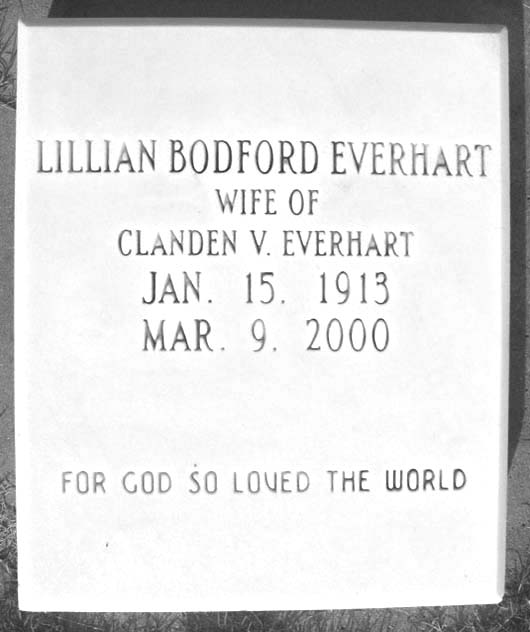 LILLIAN BODFORD EVERHART
WIFE OF
CLANDEN V. EVERHART
JAN. 15. 1913
MAR. 9. 2000
FOR GOD SO LOVED THE WORLD